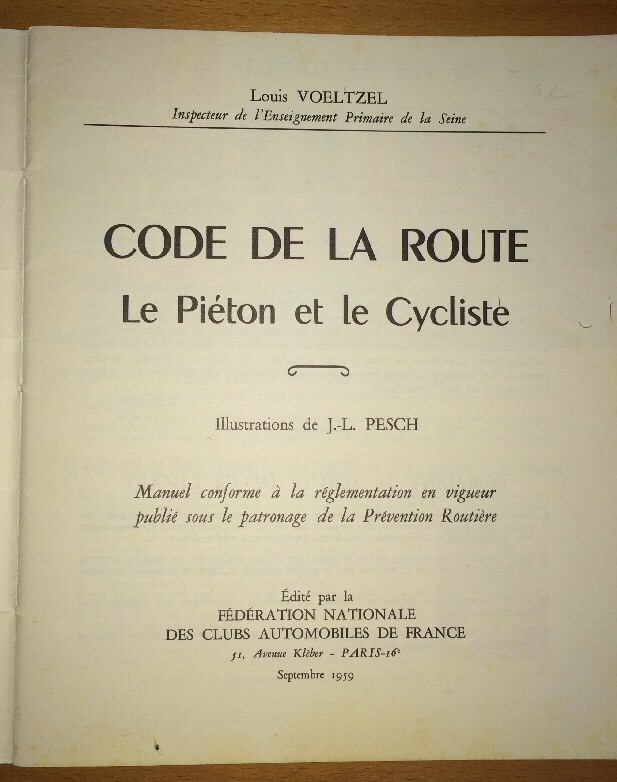 Louis VOELTZEL
Inspecteur de l'Enseignement Primaire de la Seine
CODE DE LA ROUTE
Le Piéton et le Cycliste
Illustrations de J.-L. PESCH
Manuel conforme à la réglementation en vigueur
publié sous le patronage de la Prévention Routière
Édité par la
FÉDÉRATION NATIONALE
DES CLUBS AUTOMOBILES DE FRANCE
51, Avenue Kléber - PARIS-16ᵉ
Septembre 1959